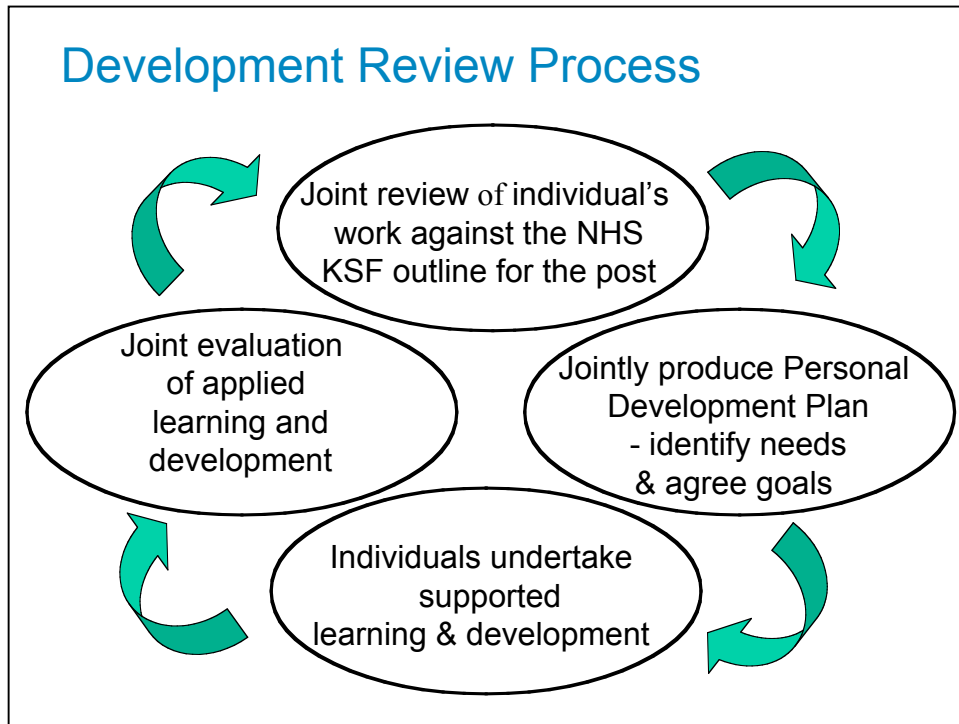 Development Review Process
Joint review of individual’s
work against the NHS
KSF outline for the post
Jointly produce Personal
Development Plan
- identify needs
& agree goals
Individuals undertake
supported
learning & development
Joint evaluation
of applied
learning and
development